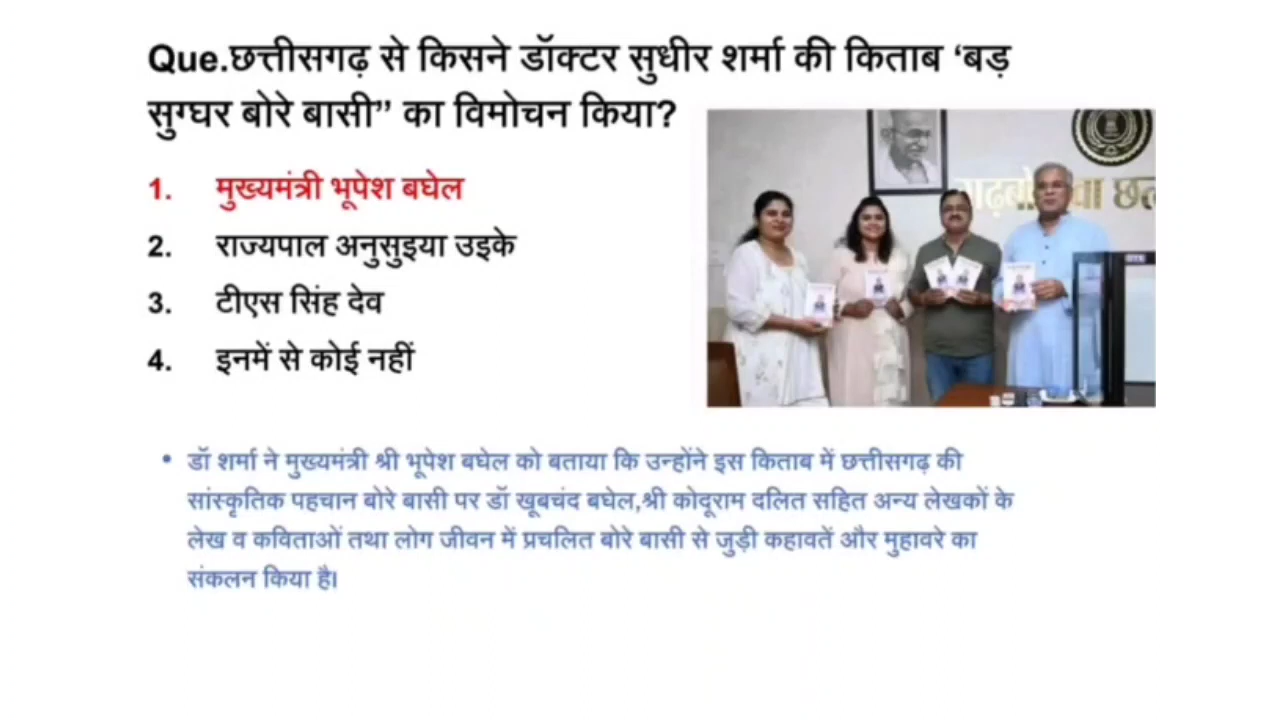 Que.छत्तीसगढ़ से किसने डॉक्टर सुधीर शर्मा की किताब ‘बड़
सुग्घर बोरे बासी” का विमोचन किया?
1. मुख्यमंत्री भूपेश बघेल
2. राज्यपाल अनुसुइया उइके
3. टीएस सिंह देव
4. इनमें से कोई नहीं
• डॉ शर्मा ने मुख्यमंत्री श्री भूपेश बघेल को बताया कि उन्होंने इस किताब में छत्तीसगढ़ की
सांस्कृतिक पहचान बोरे बासी पर डॉ खूबचंद बघेल,श्री कोदूराम दलित सहित अन्य लेखकों के
लेख व कविताओं तथा लोग जीवन में प्रचलित बोरे बासी से जुड़ी कहावतें और मुहावरे का
संकलन किया है।